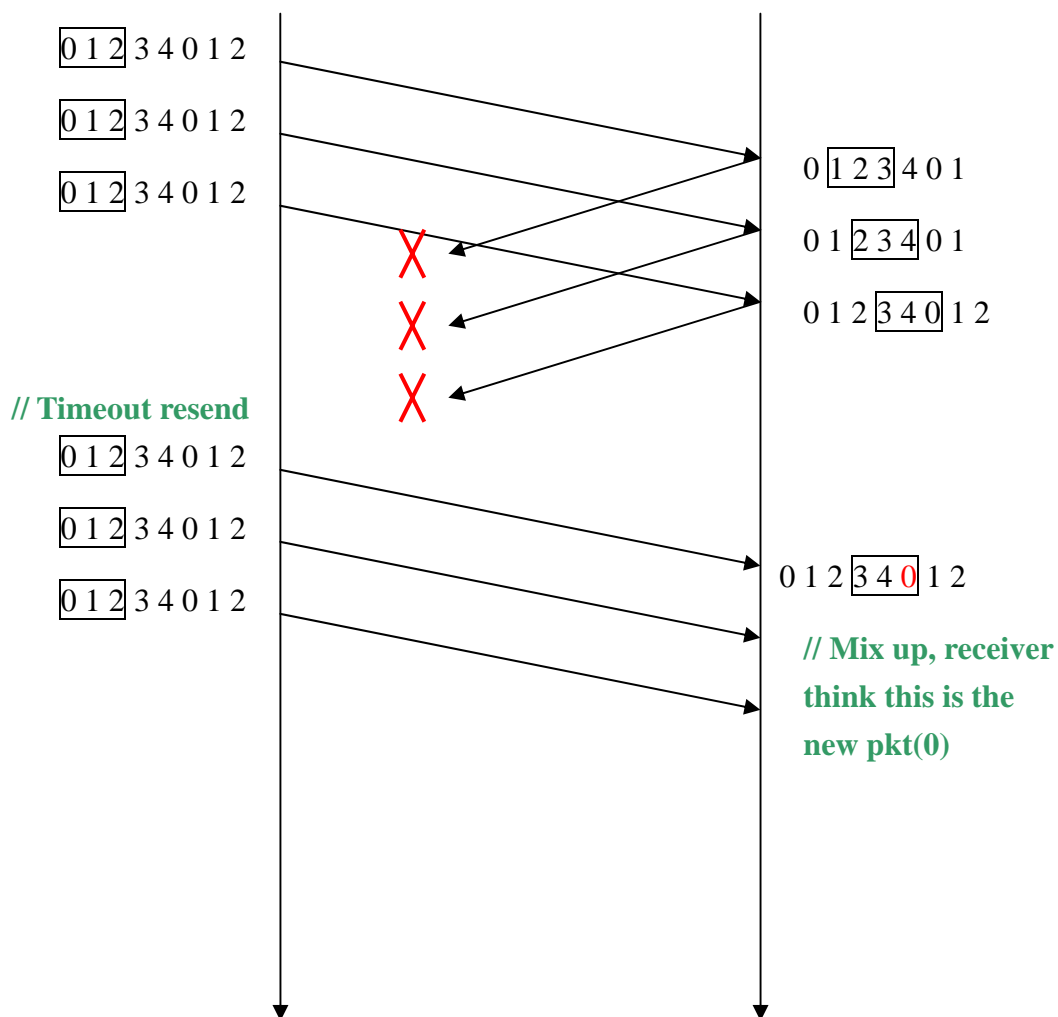 0 1 2 3 4 0 1 2
0 1 2 3 4 0 1 2
0 1 2 3 4 0 1
0 1 2 3 4 0 1 2
0 1 2 3 4 0 1
0 1 2 3 4 0 1 2
// Timeout resend
0 1 2 3 4 0 1 2
0 1 2 3 4 0 1 2
0 1 2 3 4 0 1 2
0 1 2 3 4 0 1 2
// Mix up, receiver
think this is the
new pkt(0)